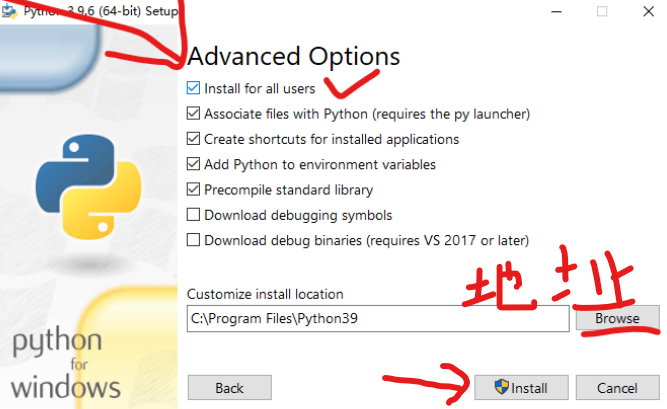 Python 3.9.6 (64-bit) Setup
Advanced Options
Install for all users
Associate files with Python (requires the py launcher)
Create shortcuts for installed applications
Add Python to environment variables
Precompile standard library
Download debugging symbols
Download debug binaries (requires VS 2017 or later)
地址
Customize install location
C:\Program Files\Python39
Browse
python
for
windows
Back
Install
Cancel